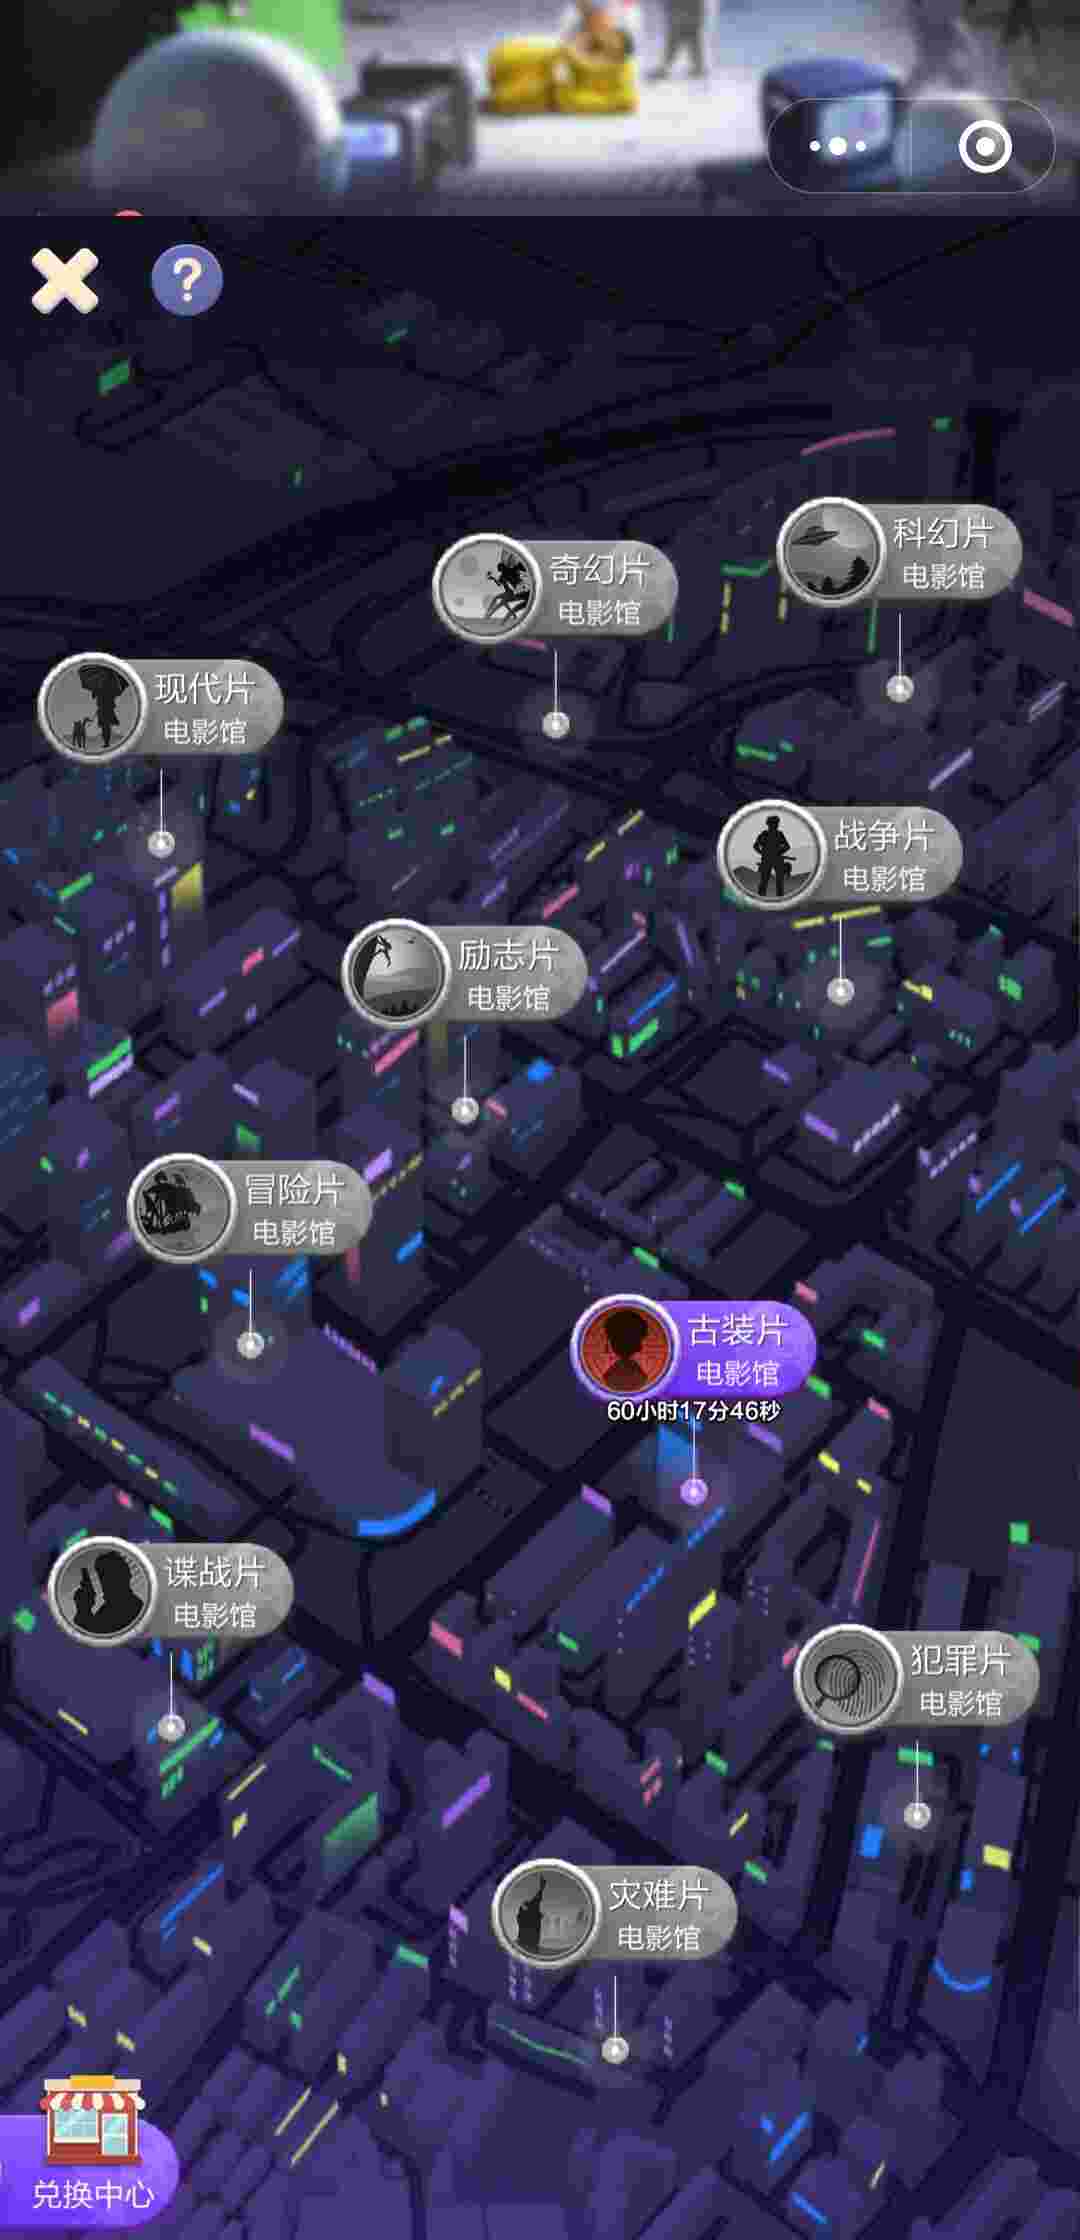 ?
科幻片
电影馆
奇幻片
电影馆
现代片
电影馆
战争片
电影馆
励志片
电影馆
冒险片
电影馆
古装片
电影馆
60小时17分46秒
谍战片
电影馆
犯罪片
电影馆
灾难片
电影馆
兑换中心